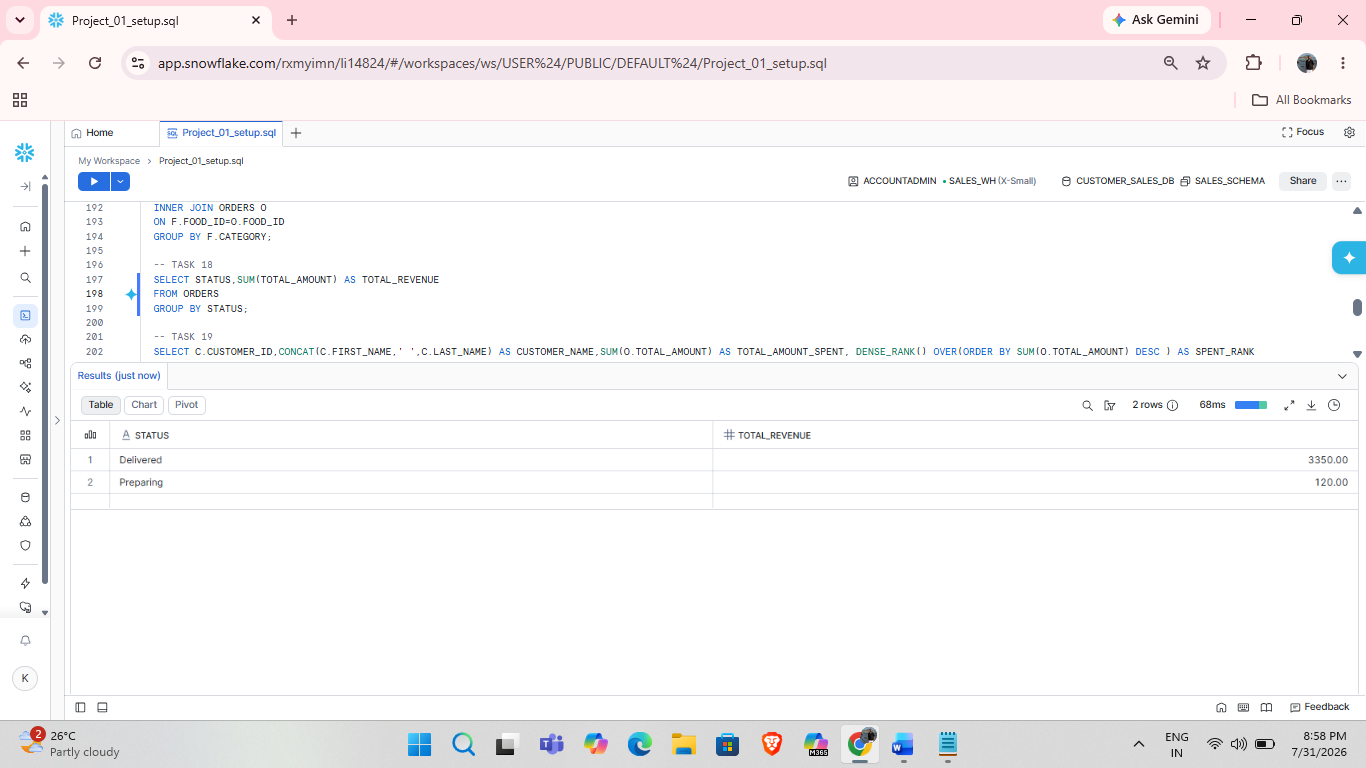 Project_01_setup.sql
Ask Gemini
app.snowflake.com/rxmyimn/li14824/#/workspaces/ws/USER%24/PUBLIC/DEFAULT%24/Project_01_setup.sql
All Bookmarks
Home
Project_01_setup.sql
Focus
My Workspace > Project_01_setup.sql
ACCOUNTADMIN • SALES_WH (X-Small) CUSTOMER_SALES_DB SALES_SCHEMA Share ...
192 INNER JOIN ORDERS O
193 ON F.FOOD_ID=O.FOOD_ID
194 GROUP BY F.CATEGORY;
195
196 -- TASK 18
197 SELECT STATUS,SUM(TOTAL_AMOUNT) AS TOTAL_REVENUE
198 FROM ORDERS
199 GROUP BY STATUS;
200
201 -- TASK 19
202 SELECT C.CUSTOMER_ID,CONCAT(C.FIRST_NAME,' ',C.LAST_NAME) AS CUSTOMER_NAME,SUM(O.TOTAL_AMOUNT) AS TOTAL_AMOUNT_SPENT, DENSE_RANK() OVER(ORDER BY SUM(O.TOTAL_AMOUNT) DESC ) AS SPENT_RANK
Results (just now)
Table Chart Pivot
2 rows 68ms
A STATUS # TOTAL_REVENUE
1 Delivered 3350.00
2 Preparing 120.00
K
Feedback
2
26°C
Partly cloudy
M365
ENG
IN
8:58 PM
7/31/2026